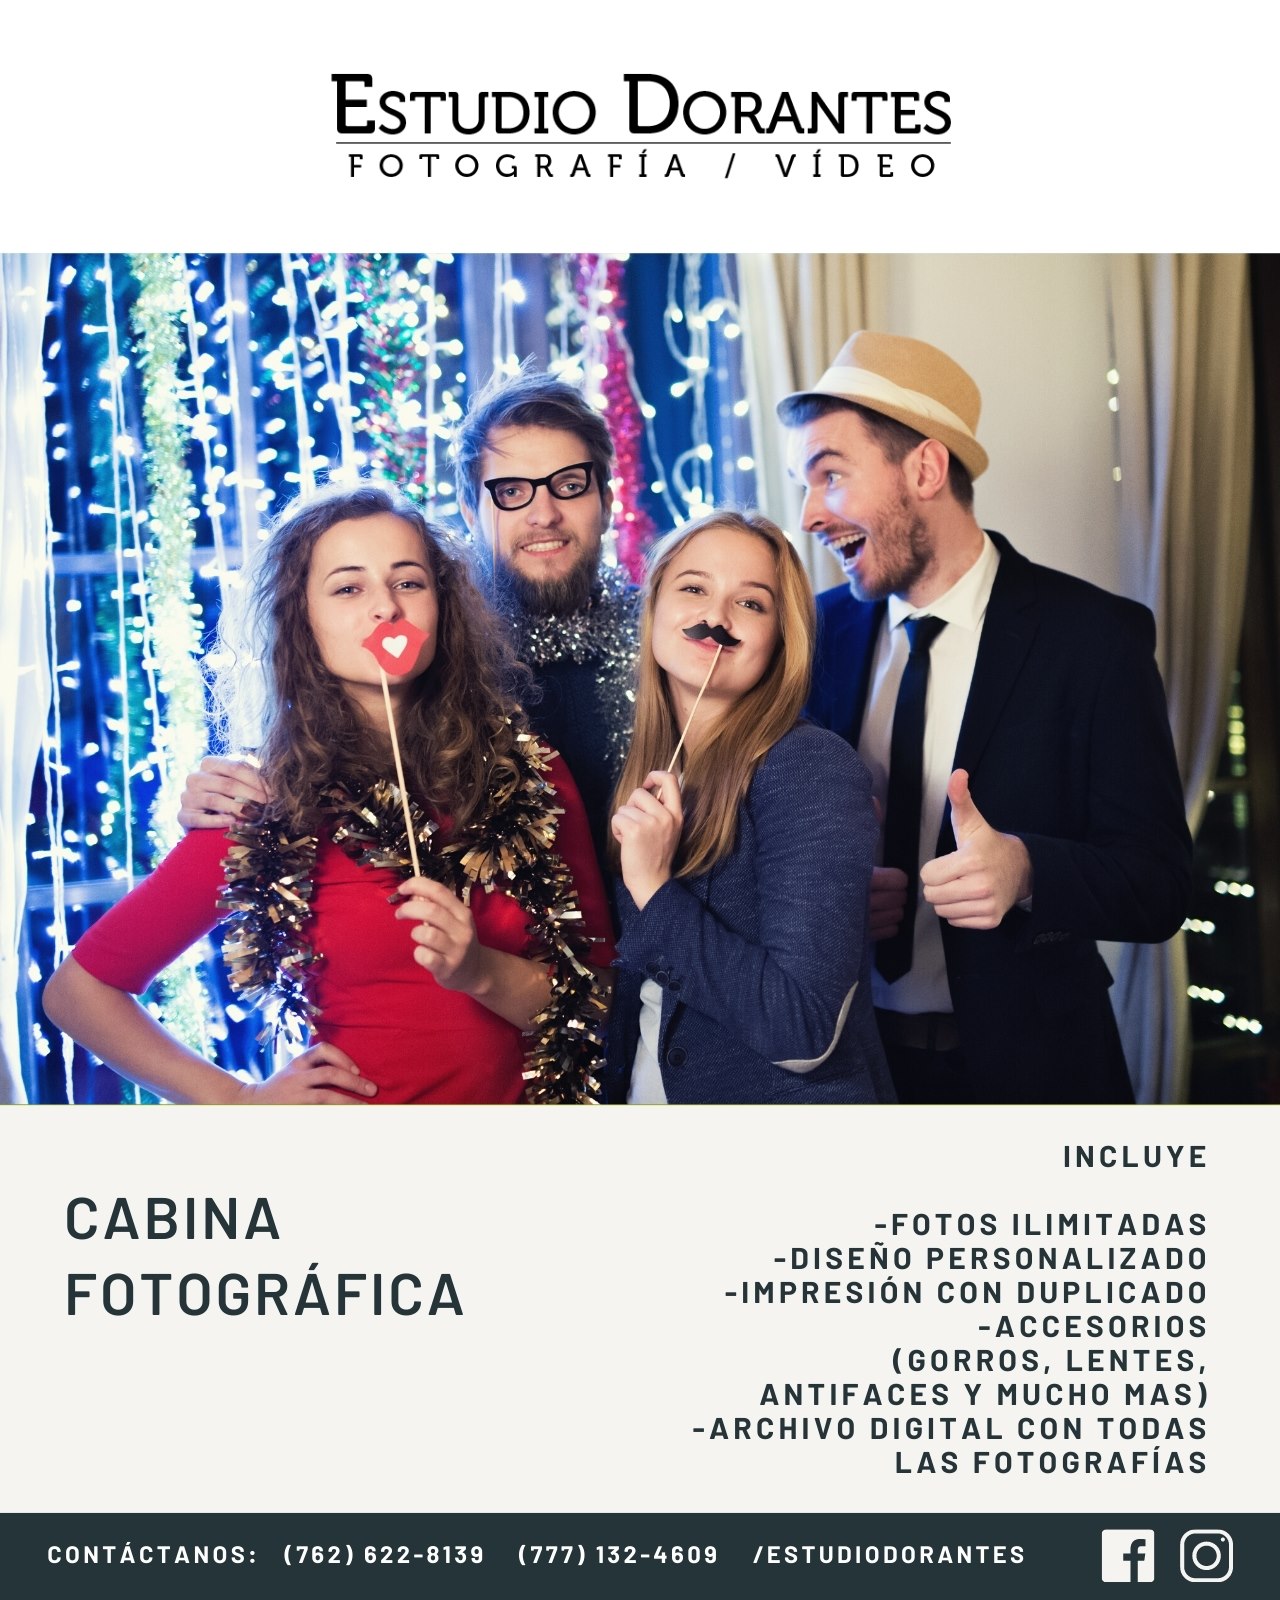 ESTUDIO DORANTES
FOTOGRAFÍA / VÍDEO
CABINA
FOTOGRÁFICA
INCLUYE
-FOTOS ILIMITADAS
-DISEÑO PERSONALIZADO
-IMPRESIÓN CON DUPLICADO
-ACCESORIOS
(GORROS, LENTES,
ANTIFACES Y MUCHO MAS)
-ARCHIVO DIGITAL CON TODAS
LAS FOTOGRAFÍAS
CONTÁCTANOS: (762) 622-8139 (777) 132-4609 /ESTUDIODORANTES